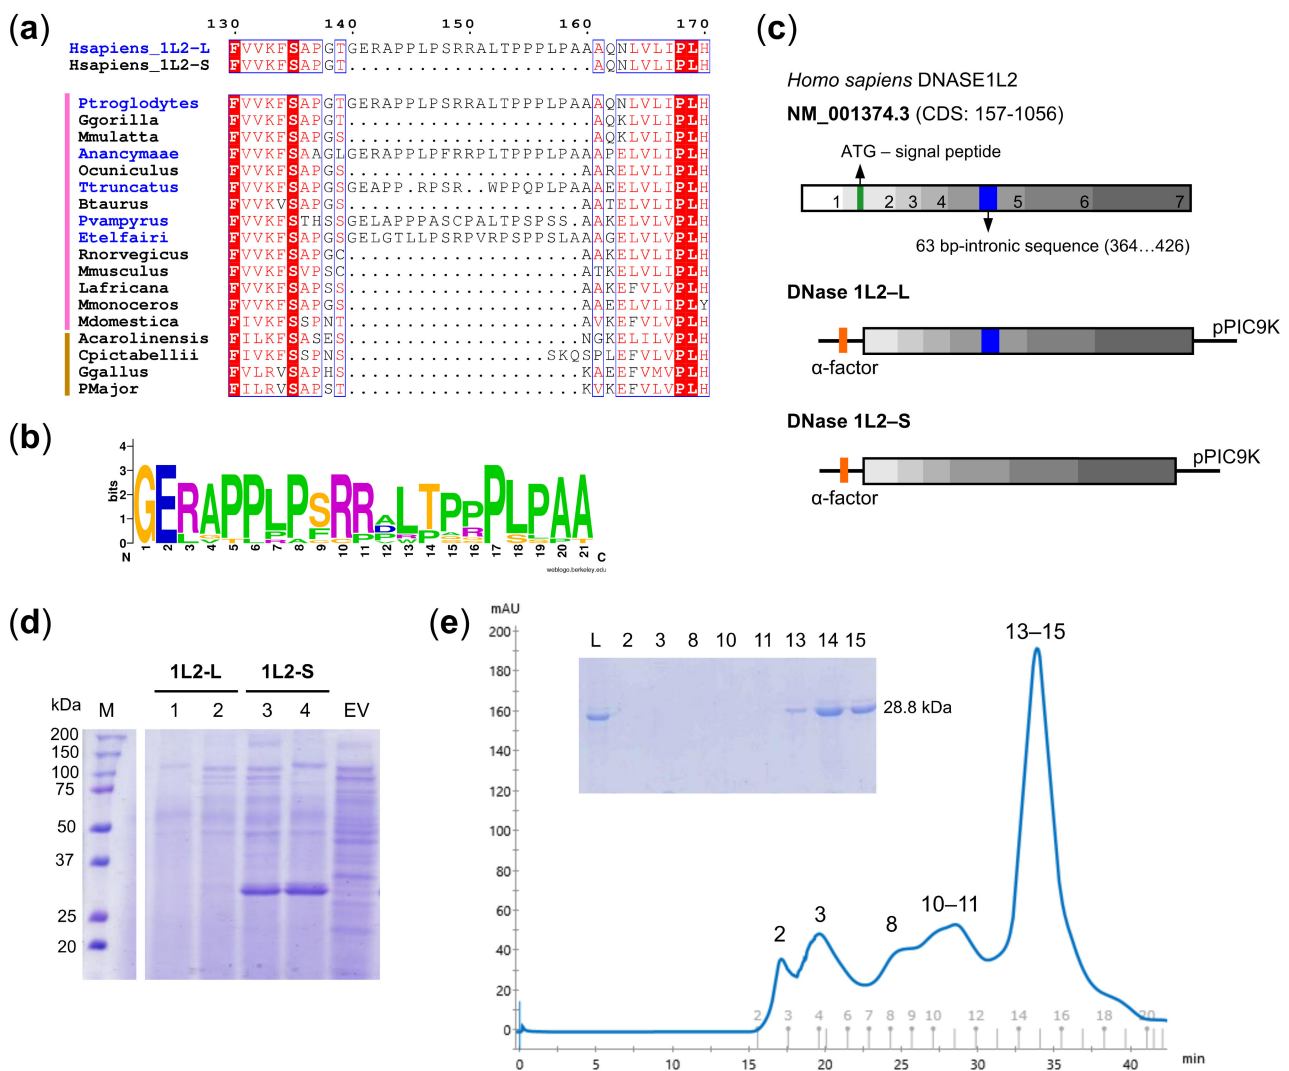 (a)
130 140 150 160 170
Hsapiens_1L2-L FVVKFSAPGTGERAPPLPSRRALTPPPLPAAAQNLVLIPLH
Hsapiens_1L2-S FVVKFSAPGT.....................AQNLVLIPLH
Ptroglodytes FVVKFSAPGTGERAPPLPSRRALTPPPLPAAAQNLVLIPLH
Ggorilla FVVKFSAPGT.....................AQKLVLIPLH
Mmulatta FVVKFSAPGS.....................AQKLVLIPLH
Anancymaae FVVKFSAAGLGERAPPLPFRRPLTPPPLPAAAPELVLIPLH
Ocuniculus FVVKFSAPGS....................AARELVLIPLH
Ttruncatus FVVKFSAPGSGEAPP.RPSR..WPPQPLPAAAEELVLVPLH
Btaurus FVVKVSAPGS....................AATELVLIPLH
Pvampyrus FVVKFSTHSSGELAPPPASCPALTPSPSS.AAKELVLVPLH
Etelfairi FVVKFSAPGSGELGTLLPSRPVRPSPPSLAAAGELVLVPLH
Rnorvegicus FVVKFSAPGC....................AAKELVLIPLH
Mmusculus FVVKFSVPSC....................ATKELVLIPLH
Lafricana FVVKFSAPSS....................AAKEFVLVPLH
Mmonoceros FVVKFSAPGS....................AAEELVLIPLY
Mdomestica FIVKFSSPNT....................AVKEFVLVPLH
Acarolinensis FILKFSASES....................NGKELILVPLH
Cpictabellii FIVKFSSPNS.................SKQSPLEFVLVPLH
Ggallus FVLRVSAPHS....................KAEEFVMVPLH
PMajor FILRVSAPST....................KVKEFVLVPLH
(b)
bits
4
3
2
1
0
GERAPPLPSRRALTPPPLPAA
N 1 2 3 4 5 6 7 8 9 10 11 12 13 14 15 16 17 18 19 20 21 C
weblogo.berkeley.edu
(c)
Homo sapiens DNASE1L2
NM_001374.3 (CDS: 157-1056)
ATG – signal peptide
1 2 3 4 5 6 7
63 bp-intronic sequence (364…426)
DNase 1L2–L
pPIC9K
α-factor
DNase 1L2–S
pPIC9K
α-factor
(d)
1L2-L 1L2-S
kDa M 1 2 3 4 EV
200
150
100
75
50
37
25
20
(e)
mAU
200
180
160
140
120
100
80
60
40
20
0
L 2 3 8 10 11 13 14 15
28.8 kDa
2
3
8
10–11
13–15
2 3 4 6 7 8 9 10 12 14 16 18 20
0 5 10 15 20 25 30 35 40 min